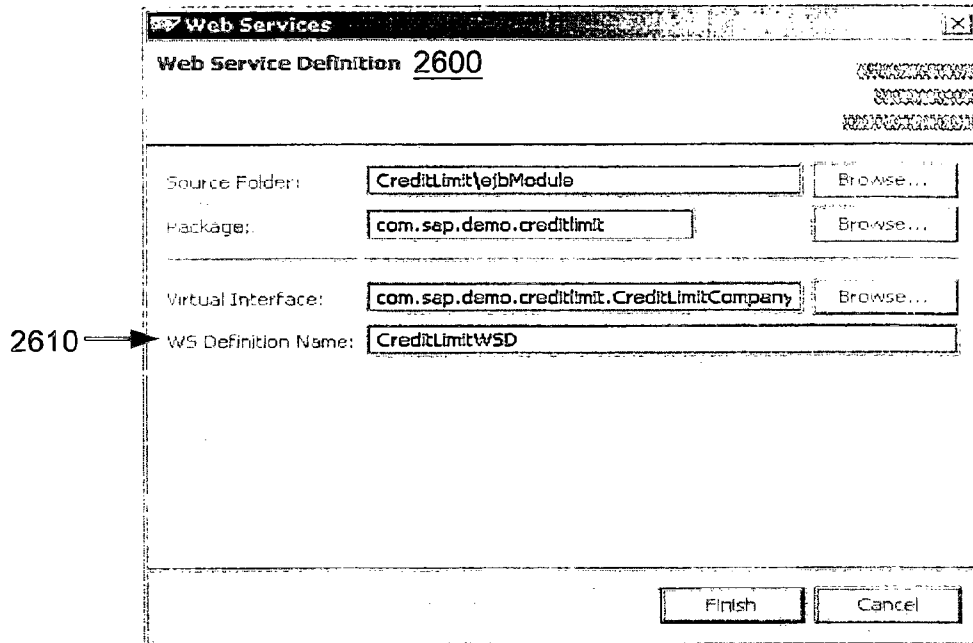 Web Services
Web Service Definition 2600
Source Folder: CreditLimit\ejbModule Browse...
Package: com.sap.demo.creditlimit Browse...
Virtual Interface: com.sap.demo.creditlimit.CreditLimitCompany Browse...
2610 WS Definition Name: CreditLimitWSD
Finish Cancel